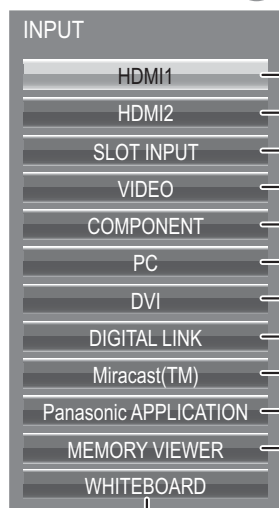 INPUT
HDMI1
HDMI2
SLOT INPUT
VIDEO
COMPONENT
PC
DVI
DIGITAL LINK
Miracast(TM)
Panasonic APPLICATION
MEMORY VIEWER
WHITEBOARD